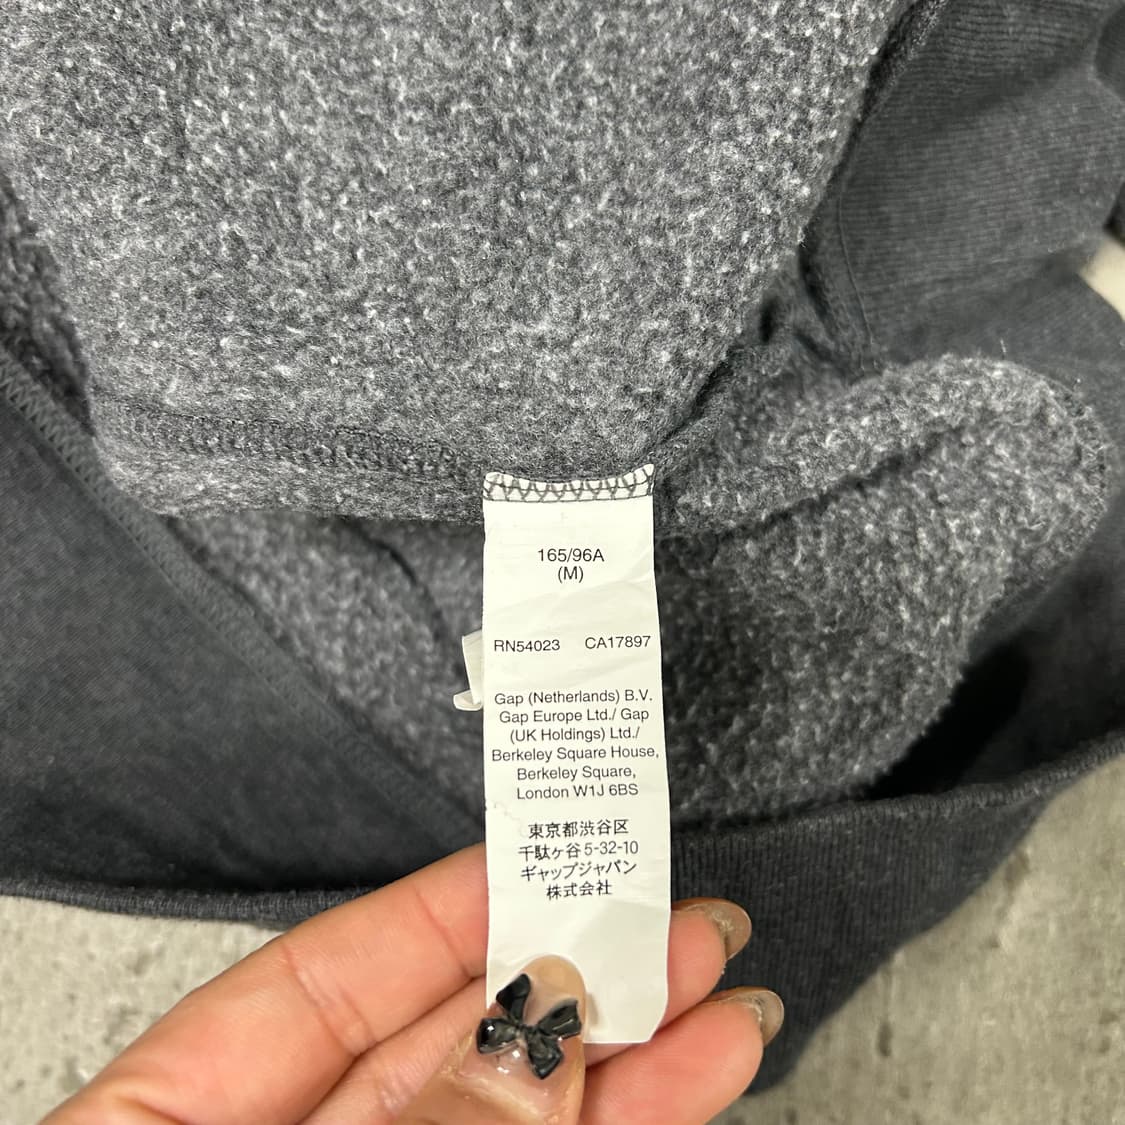 165/96A
(M)
RN54023 CA17897
Gap (Netherlands) B.V.
Gap Europe Ltd./ Gap
(UK Holdings) Ltd./
Berkeley Square House,
Berkeley Square,
London W1J 6BS
東京都渋谷区
千駄ヶ谷5-32-10
ギャップジャパン
株式会社